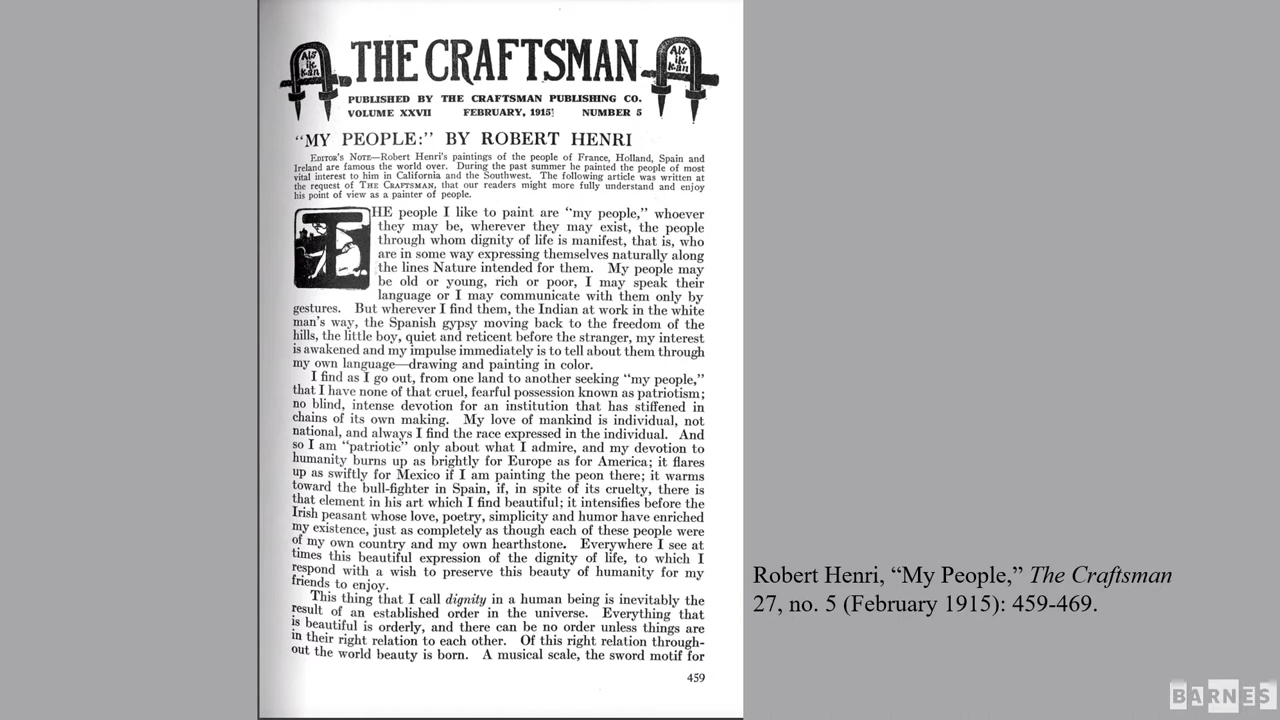 Als
ik
kan
THE CRAFTSMAN
Als
ik
kan
PUBLISHED BY THE CRAFTSMAN PUBLISHING CO.
VOLUME XXVII FEBRUARY, 1915 NUMBER 5
“MY PEOPLE:” BY ROBERT HENRI
EDITOR'S NOTE—Robert Henri's paintings of the people of France, Holland, Spain and
Ireland are famous the world over. During the past summer he painted the people of most
vital interest to him in California and the Southwest. The following article was written at
the request of THE CRAFTSMAN, that our readers might more fully understand and enjoy
his point of view as a painter of people.
THE people I like to paint are “my people,” whoever
they may be, wherever they may exist, the people
through whom dignity of life is manifest, that is, who
are in some way expressing themselves naturally along
the lines Nature intended for them. My people may
be old or young, rich or poor, I may speak their
language or I may communicate with them only by
gestures. But wherever I find them, the Indian at work in the white
man's way, the Spanish gypsy moving back to the freedom of the
hills, the little boy, quiet and reticent before the stranger, my interest
is awakened and my impulse immediately is to tell about them through
my own language—drawing and painting in color.
I find as I go out, from one land to another seeking “my people,”
that I have none of that cruel, fearful possession known as patriotism;
no blind, intense devotion for an institution that has stiffened in
chains of its own making. My love of mankind is individual, not
national, and always I find the race expressed in the individual. And
so I am “patriotic” only about what I admire, and my devotion to
humanity burns up as brightly for Europe as for America; it flares
up as swiftly for Mexico if I am painting the peon there; it warms
toward the bull-fighter in Spain, if, in spite of its cruelty, there is
that element in his art which I find beautiful; it intensifies before the
Irish peasant whose love, poetry, simplicity and humor have enriched
my existence, just as completely as though each of these people were
of my own country and my own hearthstone. Everywhere I see at
times this beautiful expression of the dignity of life, to which I
respond with a wish to preserve this beauty of humanity for my
friends to enjoy.
This thing that I call dignity in a human being is inevitably the
result of an established order in the universe. Everything that
is beautiful is orderly, and there can be no order unless things are
in their right relation to each other. Of this right relation through-
out the world beauty is born. A musical scale, the sword motif for
459
Robert Henri, “My People,” The Craftsman
27, no. 5 (February 1915): 459-469.
BARNES